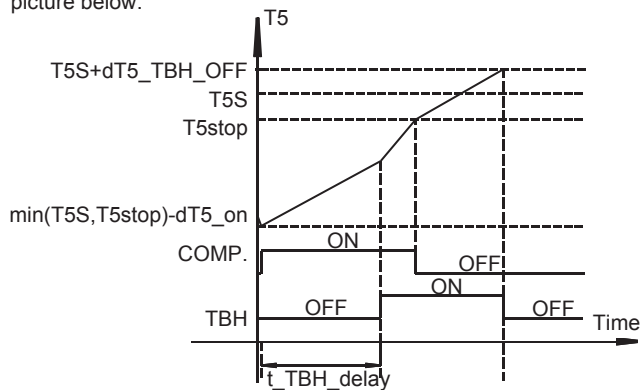 picture below.
T5
T5S+dT5_TBH_OFF
T5S
T5stop
min(T5S,T5stop)-dT5_on
COMP.
ON
OFF
TBH
OFF
ON
OFF
Time
t_TBH_delay